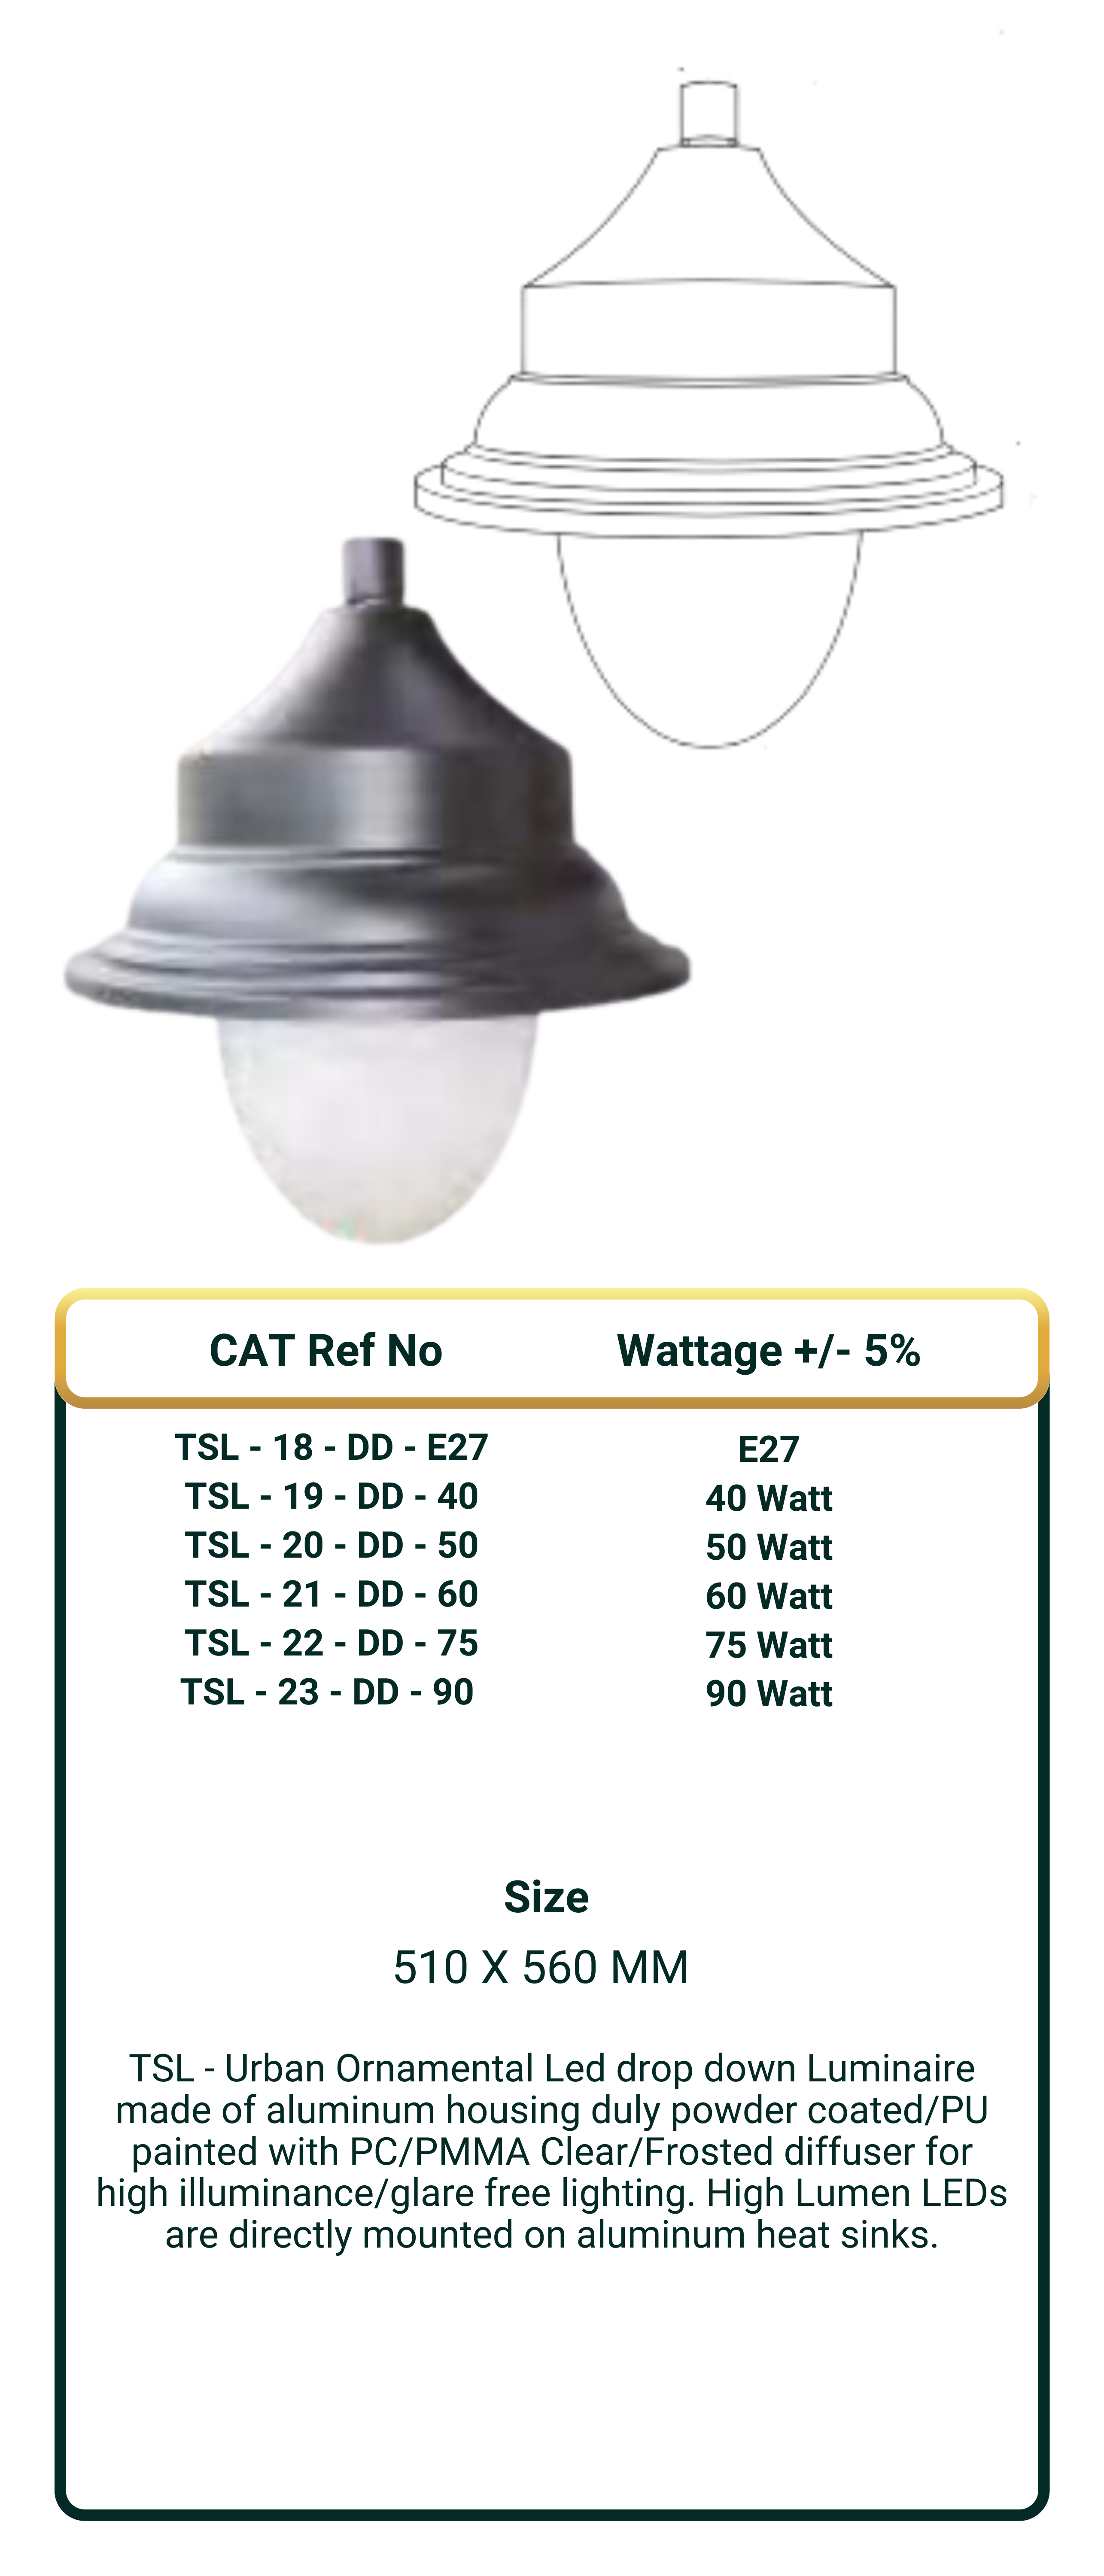 CAT Ref No Wattage +/- 5%
TSL - 18 - DD - E27 E27
TSL - 19 - DD - 40 40 Watt
TSL - 20 - DD - 50 50 Watt
TSL - 21 - DD - 60 60 Watt
TSL - 22 - DD - 75 75 Watt
TSL - 23 - DD - 90 90 Watt
Size
510 X 560 MM
TSL - Urban Ornamental Led drop down Luminaire
made of aluminum housing duly powder coated/PU
painted with PC/PMMA Clear/Frosted diffuser for
high illuminance/glare free lighting. High Lumen LEDs
are directly mounted on aluminum heat sinks.